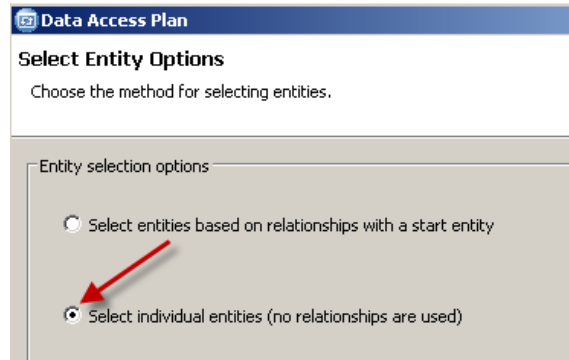 Data Access Plan
Select Entity Options
Choose the method for selecting entities.
Entity selection options
Select entities based on relationships with a start entity
Select individual entities (no relationships are used)